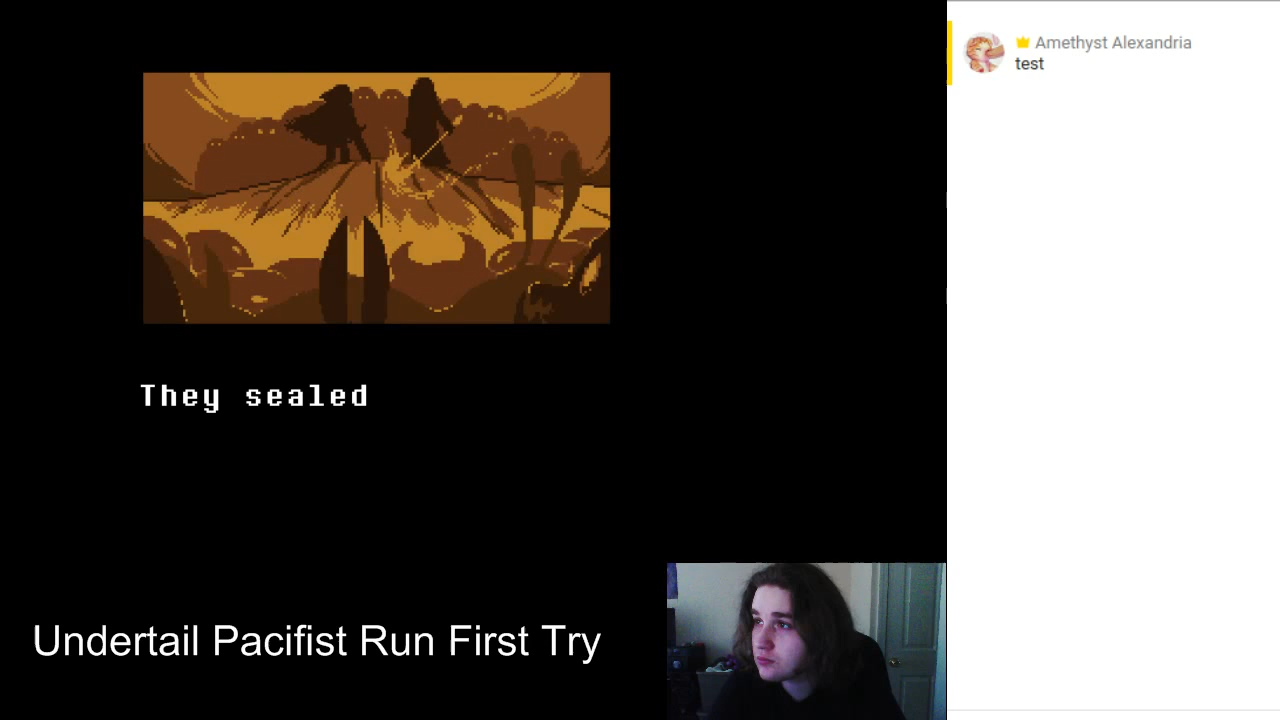 Amethyst Alexandria
test
They sealed
Undertail Pacifist Run First Try